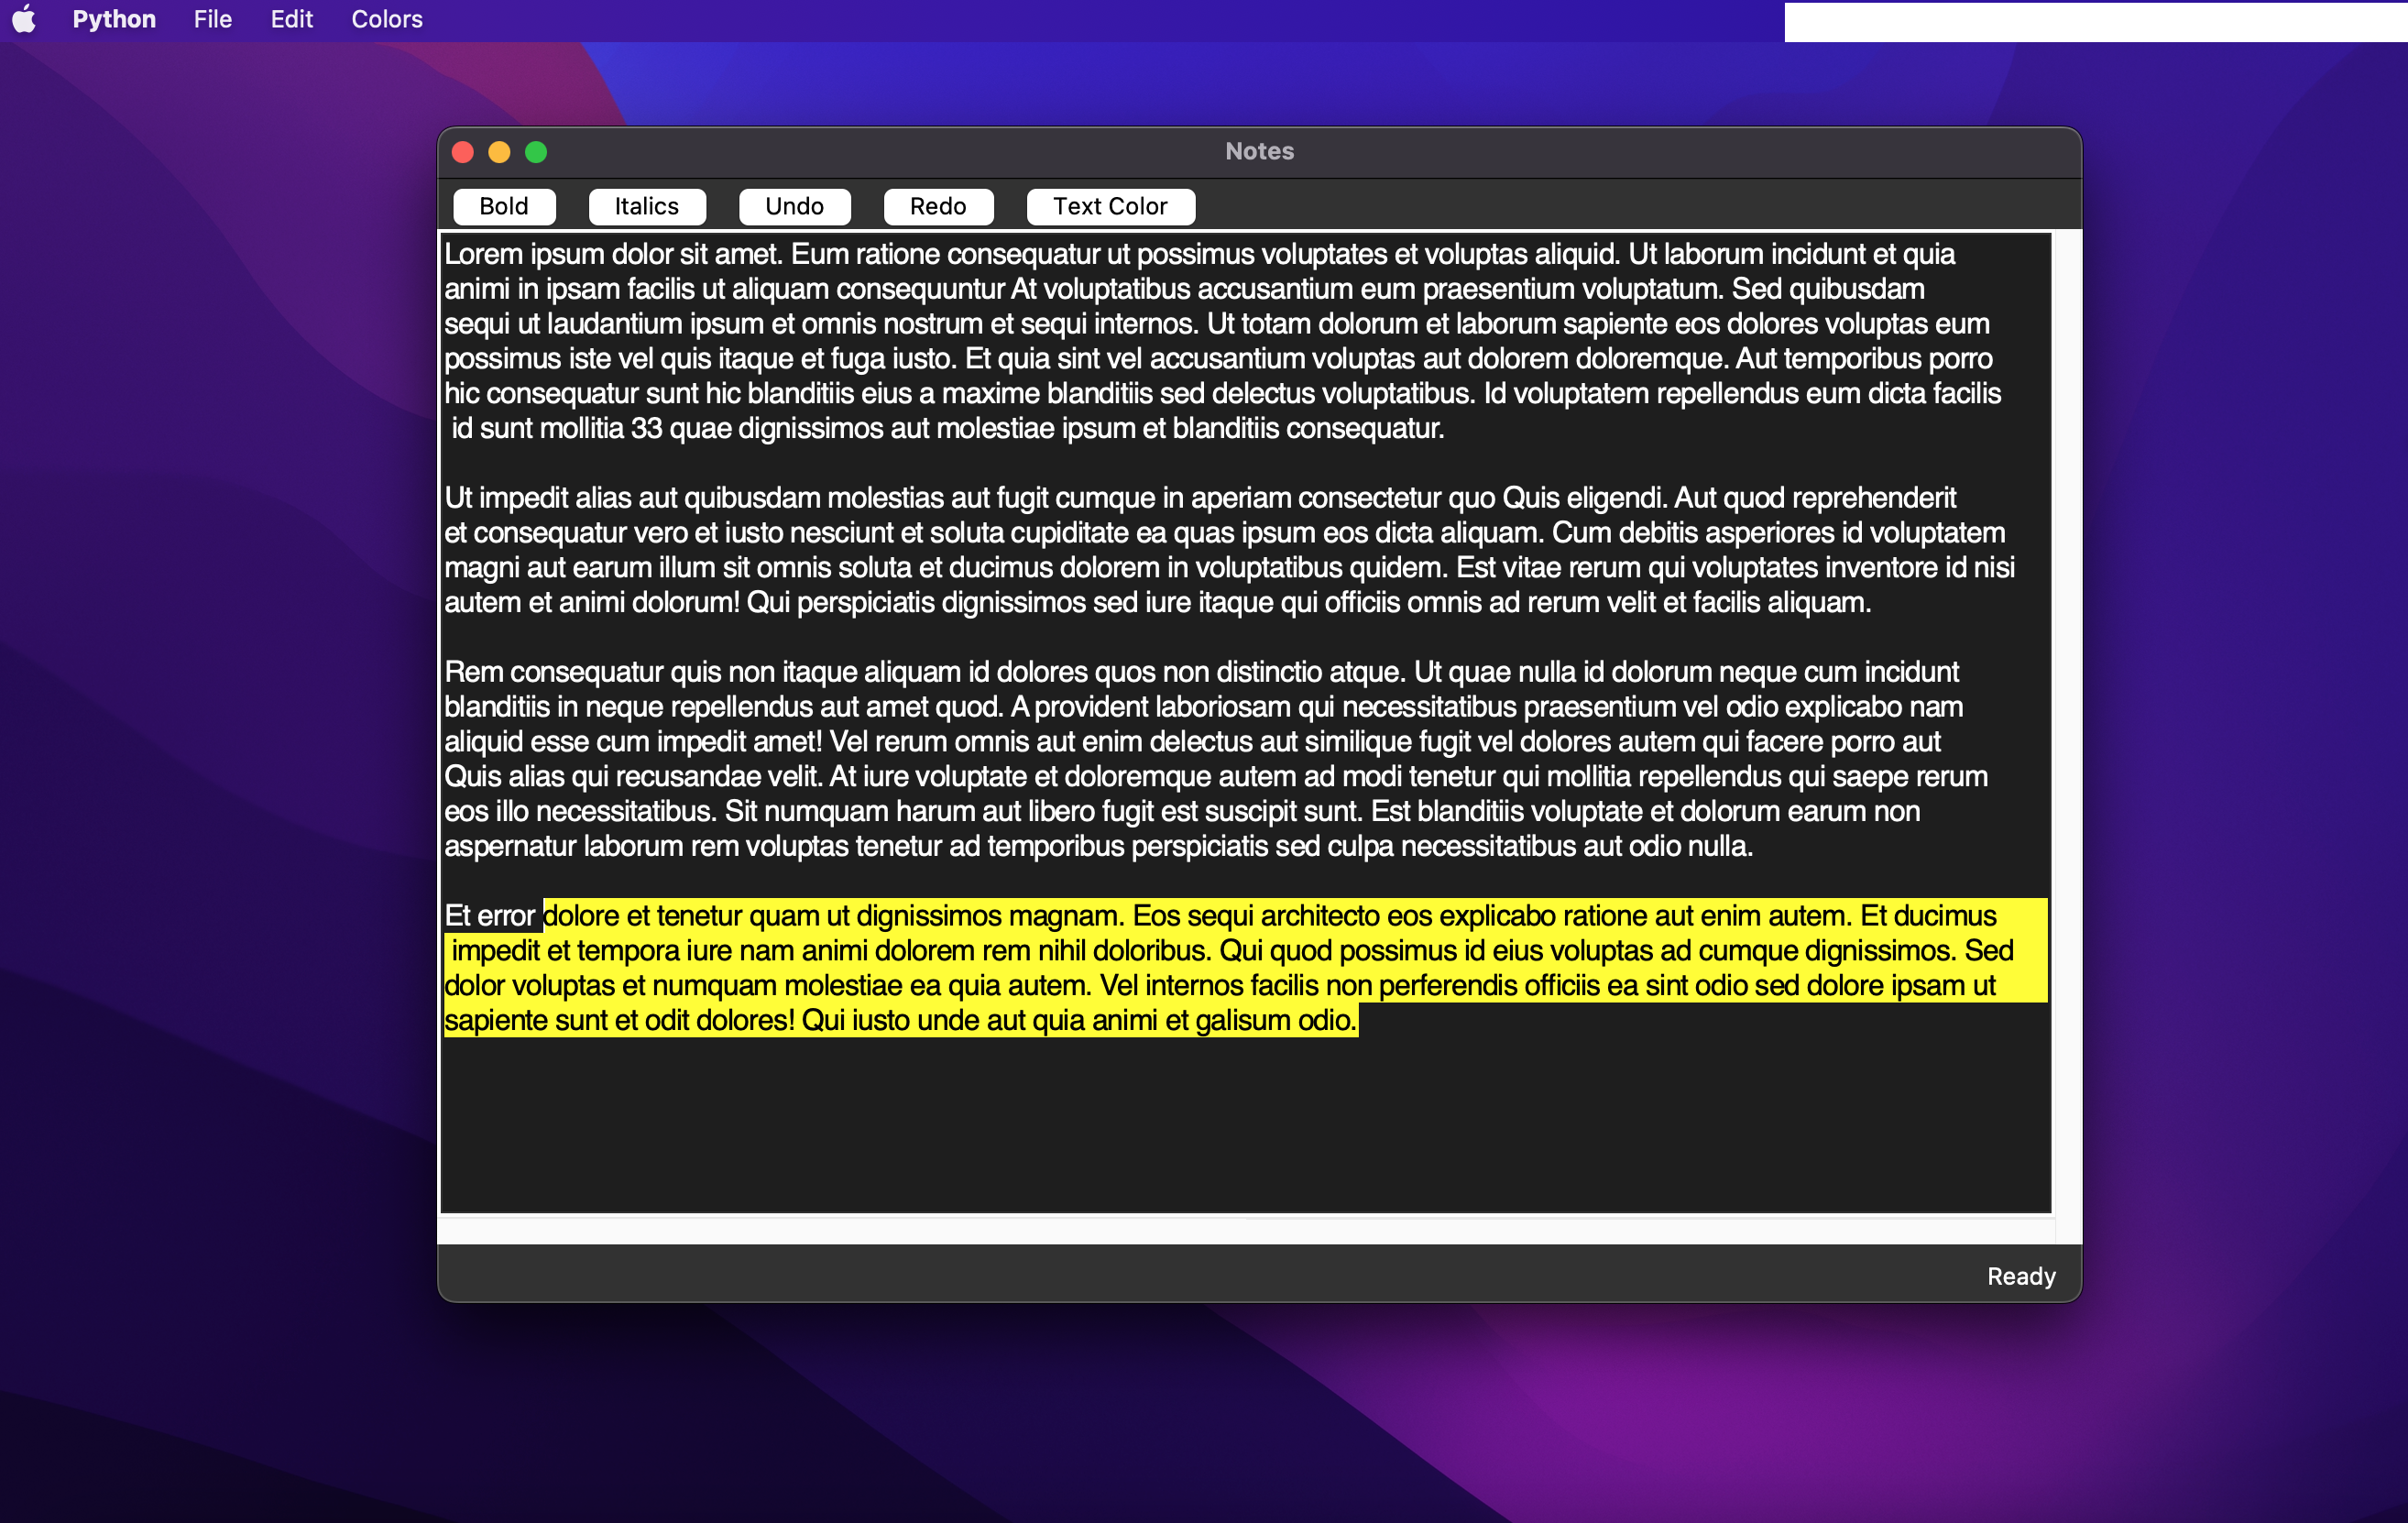 Python File Edit Colors
Notes
Bold Italics Undo Redo Text Color
Lorem ipsum dolor sit amet. Eum ratione consequatur ut possimus voluptates et voluptas aliquid. Ut laborum incidunt et quia
animi in ipsam facilis ut aliquam consequuntur At voluptatibus accusantium eum praesentium voluptatum. Sed quibusdam
sequi ut laudantium ipsum et omnis nostrum et sequi internos. Ut totam dolorum et laborum sapiente eos dolores voluptas eum
possimus iste vel quis itaque et fuga iusto. Et quia sint vel accusantium voluptas aut dolorem doloremque. Aut temporibus porro
hic consequatur sunt hic blanditiis eius a maxime blanditiis sed delectus voluptatibus. Id voluptatem repellendus eum dicta facilis
id sunt mollitia 33 quae dignissimos aut molestiae ipsum et blanditiis consequatur.
Ut impedit alias aut quibusdam molestias aut fugit cumque in aperiam consectetur quo Quis eligendi. Aut quod reprehenderit
et consequatur vero et iusto nesciunt et soluta cupiditate ea quas ipsum eos dicta aliquam. Cum debitis asperiores id voluptatem
magni aut earum illum sit omnis soluta et ducimus dolorem in voluptatibus quidem. Est vitae rerum qui voluptates inventore id nisi
autem et animi dolorum! Qui perspiciatis dignissimos sed iure itaque qui officiis omnis ad rerum velit et facilis aliquam.
Rem consequatur quis non itaque aliquam id dolores quos non distinctio atque. Ut quae nulla id dolorum neque cum incidunt
blanditiis in neque repellendus aut amet quod. A provident laboriosam qui necessitatibus praesentium vel odio explicabo nam
aliquid esse cum impedit amet! Vel rerum omnis aut enim delectus aut similique fugit vel dolores autem qui facere porro aut
Quis alias qui recusandae velit. At iure voluptate et doloremque autem ad modi tenetur qui mollitia repellendus qui saepe rerum
eos illo necessitatibus. Sit numquam harum aut libero fugit est suscipit sunt. Est blanditiis voluptate et dolorum earum non
aspernatur laborum rem voluptas tenetur ad temporibus perspiciatis sed culpa necessitatibus aut odio nulla.
Et error dolore et tenetur quam ut dignissimos magnam. Eos sequi architecto eos explicabo ratione aut enim autem. Et ducimus
impedit et tempora iure nam animi dolorem rem nihil doloribus. Qui quod possimus id eius voluptas ad cumque dignissimos. Sed
dolor voluptas et numquam molestiae ea quia autem. Vel internos facilis non perferendis officiis ea sint odio sed dolore ipsam ut
sapiente sunt et odit dolores! Qui iusto unde aut quia animi et galisum odio.
Ready